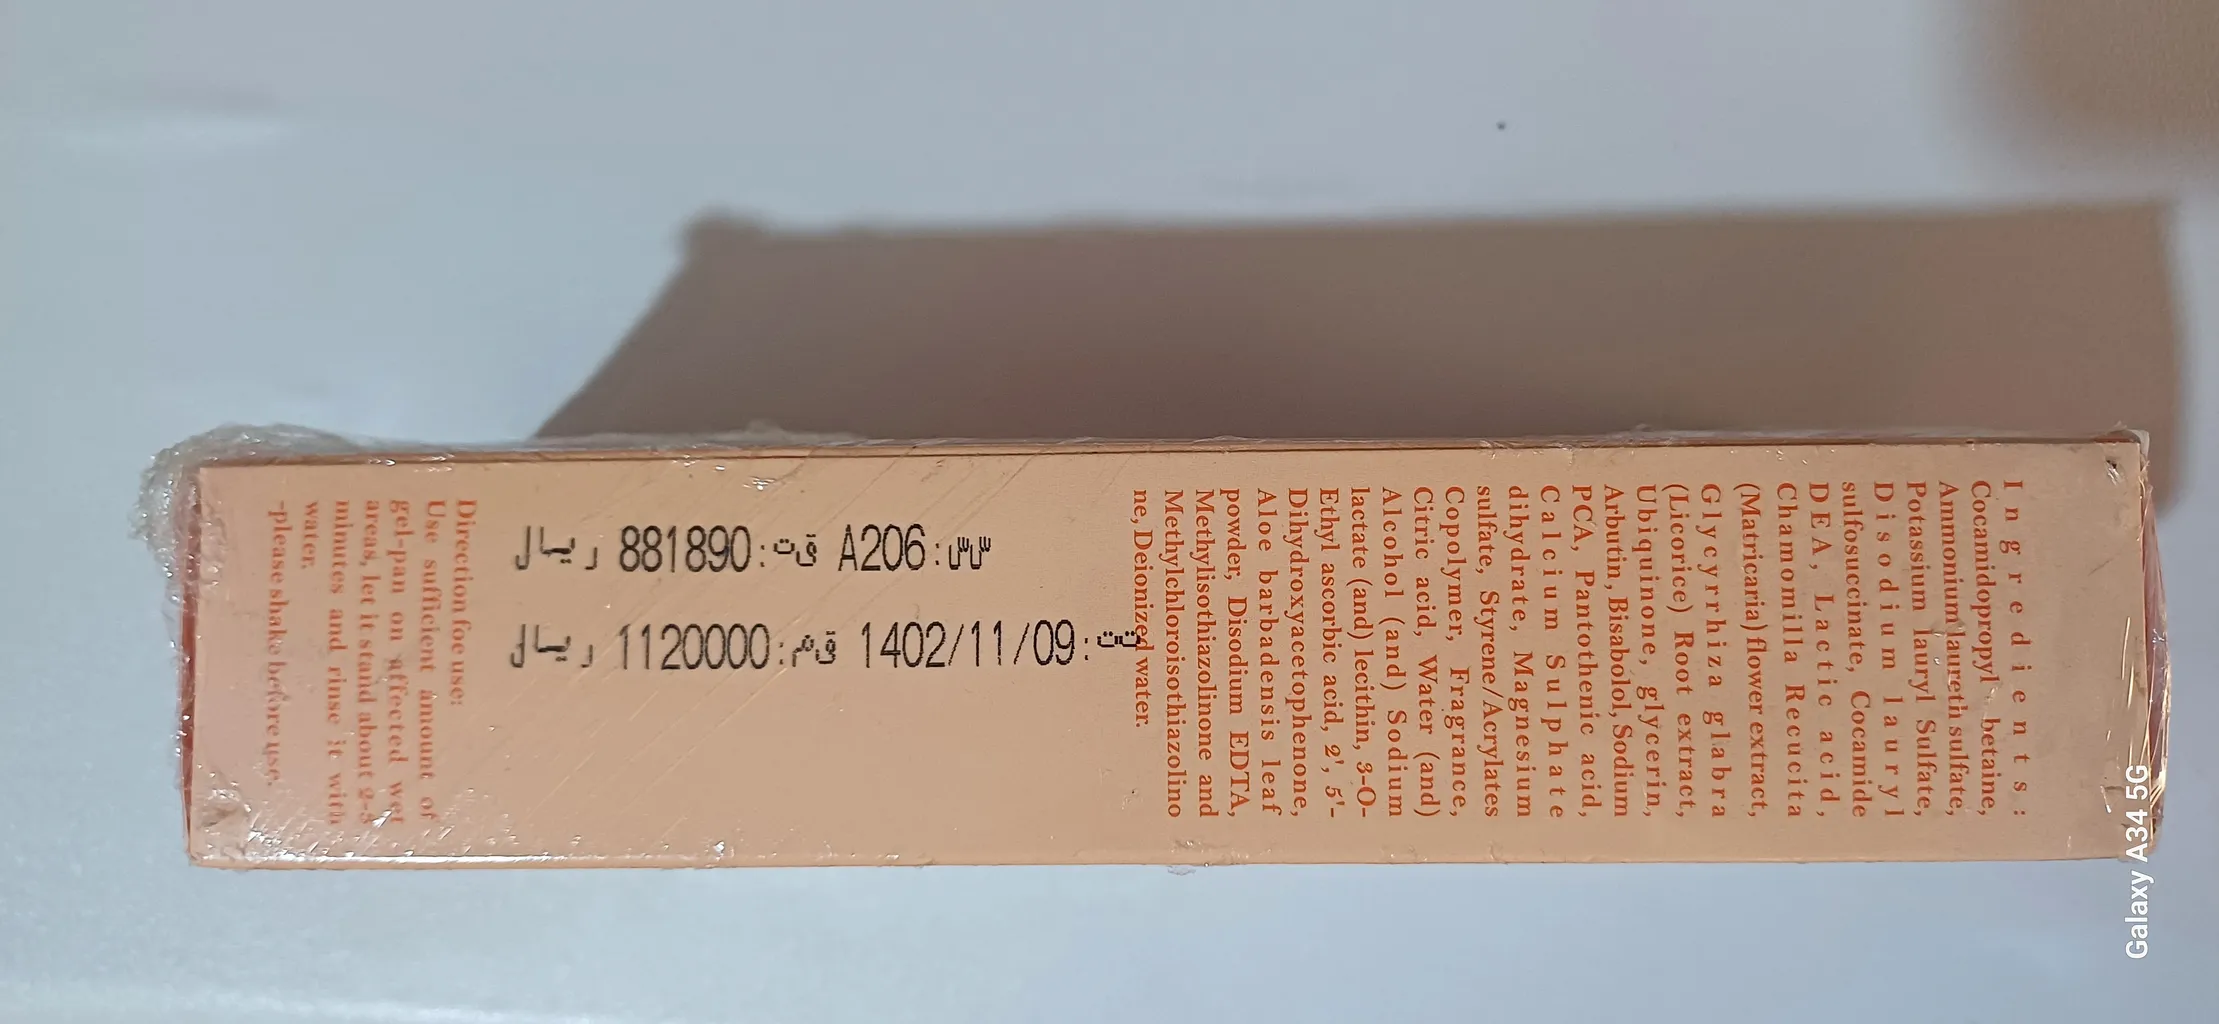 Ingredients:
Cocamidopropyl betaine,
Ammonium laureth sulfate,
Potassium lauryl Sulfate,
Disodium lauryl
sulfosuccinate, Cocamide
DEA, Lactic acid,
Chamomilla Recucita
(Matricaria) flower extract,
Glycyrrhiza glabra
(Licorice) Root extract,
Ubiquinone, glycerin,
Arbutin, Bisabolol, Sodium
PCA, Pantothenic acid,
Calcium Sulphate
dihydrate, Magnesium
sulfate, Styrene/Acrylates
Copolymer, Fragrance,
Citric acid, Water (and)
Alcohol (and) Sodium
lactate (and) lecithin, 3-O-
Ethyl ascorbic acid, 2', 5'-
Dihydroxyacetophenone,
Aloe barbadensis leaf
powder, Disodium EDTA,
Methylisothiazolinone and
Methylchloroisothiazolino
ne, Deionized water.
س س: A206 ق ت: 881890 ریال
ت ت: 1402/11/09 ق م: 1120000 ریال
Direction foe use:
Use sufficient amount of
gel-pan on affected wet
areas, let it stand about 2-3
minutes and rinse it with
water.
-please shake before use.
Galaxy A34 5G